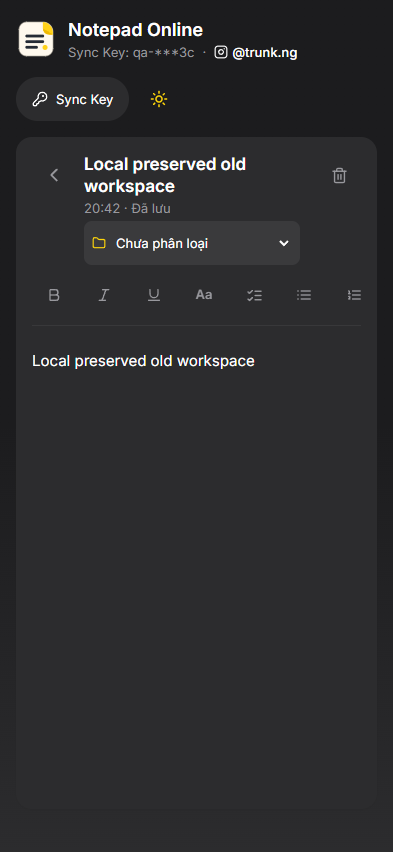 Notepad Online
Sync Key: qa-***3c · @trunk.ng
Sync Key
Local preserved old
workspace
20:42 · Đã lưu
Chưa phân loại
B I U Aa
Local preserved old workspace